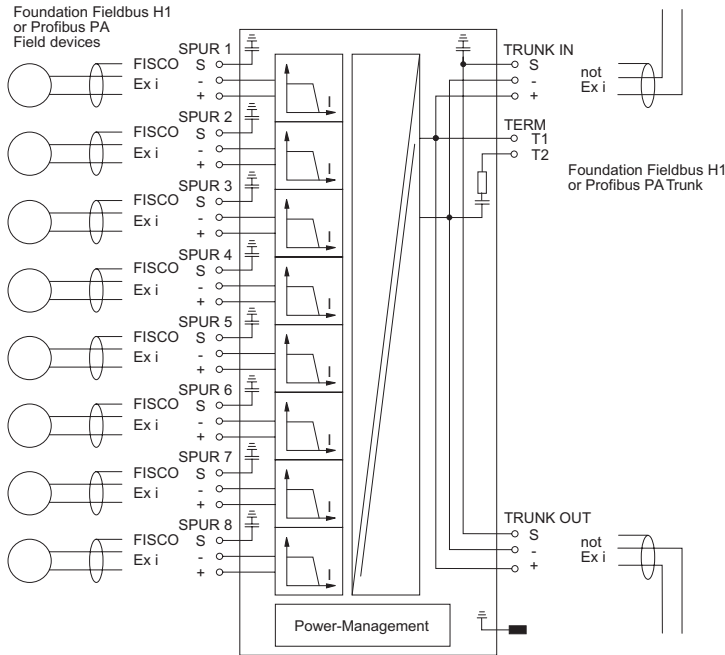 Foundation Fieldbus H1
or Profibus PA
Field devices
SPUR 1
FISCO S
Ex i -
+
I
SPUR 2
FISCO S
Ex i -
+
I
SPUR 3
FISCO S
Ex i -
+
I
SPUR 4
FISCO S
Ex i -
+
I
SPUR 5
FISCO S
Ex i -
+
I
SPUR 6
FISCO S
Ex i -
+
I
SPUR 7
FISCO S
Ex i -
+
I
SPUR 8
FISCO S
Ex i -
+
I
Power-Management
TRUNK IN
S
-
+
not
Ex i
TERM
T1
T2
Foundation Fieldbus H1
or Profibus PA Trunk
TRUNK OUT
S
-
+
not
Ex i